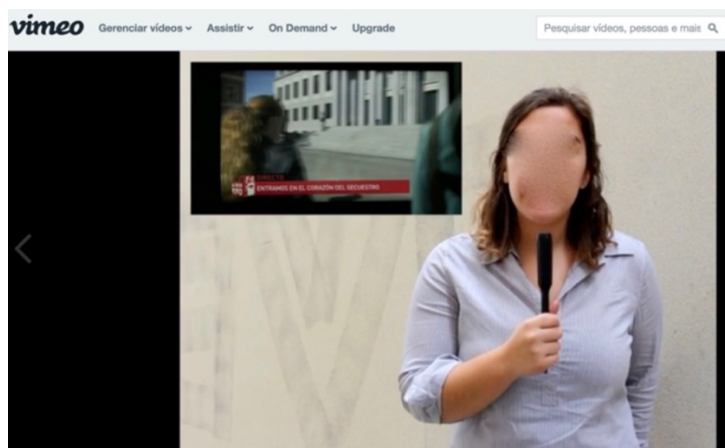 vimeo Gerenciar vídeos Assistir On Demand Upgrade Pesquisar vídeos, pessoas e mais
DIRECTO
ENTRAMOS EN EL CORAZÓN DEL SECUESTRO